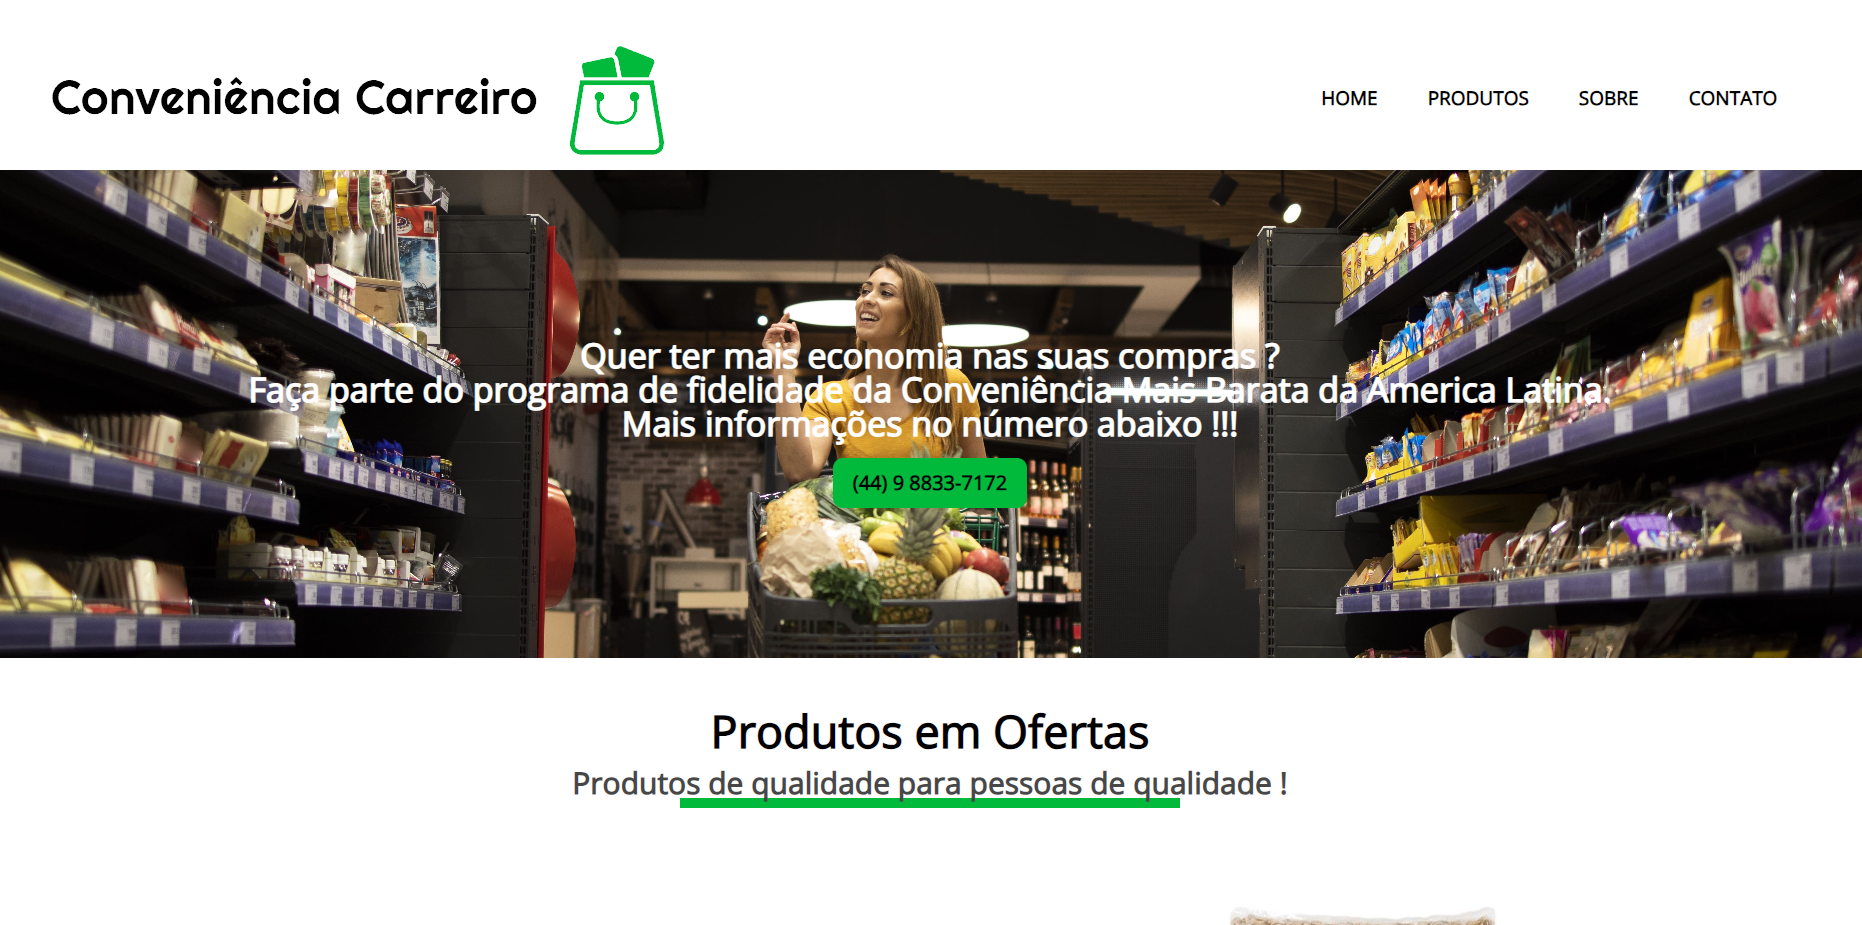 Conveniência Carreiro
HOME PRODUTOS SOBRE CONTATO
Quer ter mais economia nas suas compras ?
Faça parte do programa de fidelidade da Conveniência Mais Barata da America Latina.
Mais informações no número abaixo !!!
(44) 9 8833-7172
Produtos em Ofertas
Produtos de qualidade para pessoas de qualidade !